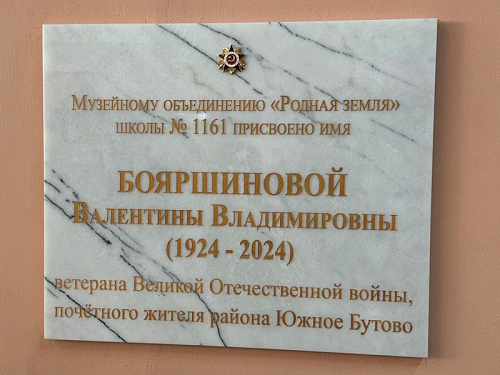 Музейному объединению «Родная земля»
школы № 1161 присвоено имя
БОЯРШИНОВОЙ
Валентины Владимировны
(1924 - 2024)
ветерана Великой Отечественной войны,
почётного жителя района Южное Бутово